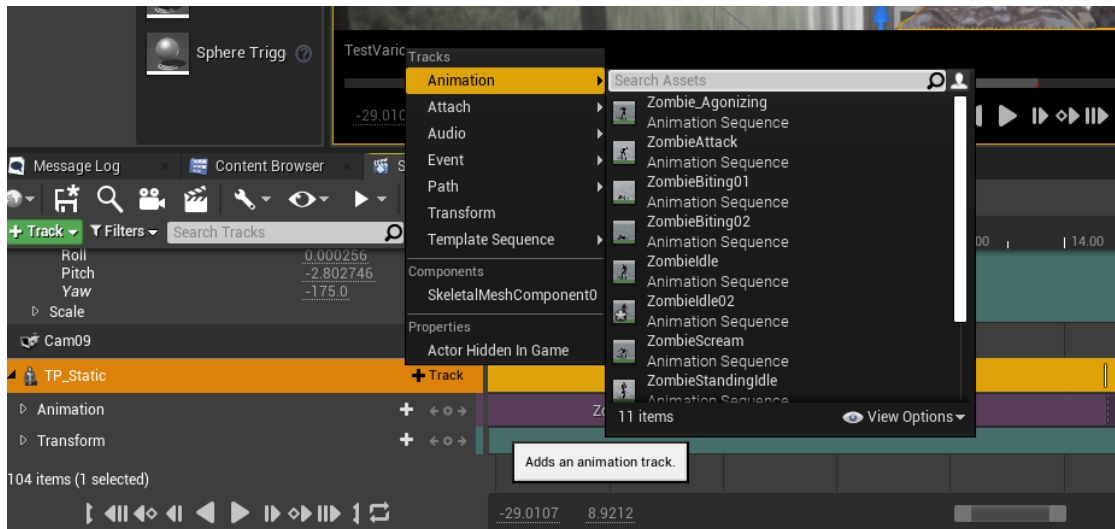 Sphere Trigg
TestVaric
-29.010
Tracks
Animation
Attach
Audio
Event
Path
Transform
Template Sequence
Components
SkeletalMeshComponent0
Properties
Actor Hidden In Game
Search Assets
Zombie_Agonizing
Animation Sequence
ZombieAttack
Animation Sequence
ZombieBiting01
Animation Sequence
ZombieBiting02
Animation Sequence
ZombieIdle
Animation Sequence
ZombieIdle02
Animation Sequence
ZombieScream
Animation Sequence
ZombieStandingIdle
Animation Sequence
11 items
View Options
Message Log
Content Browser
S
+ Track
Filters
Search Tracks
Roll 0.000256
Pitch -2.802746
Yaw -175.0
Scale
Cam09
TP_Static
+ Track
Animation
Zo
Transform
00
14.00
Adds an animation track.
104 items (1 selected)
-29.0107 8.9212